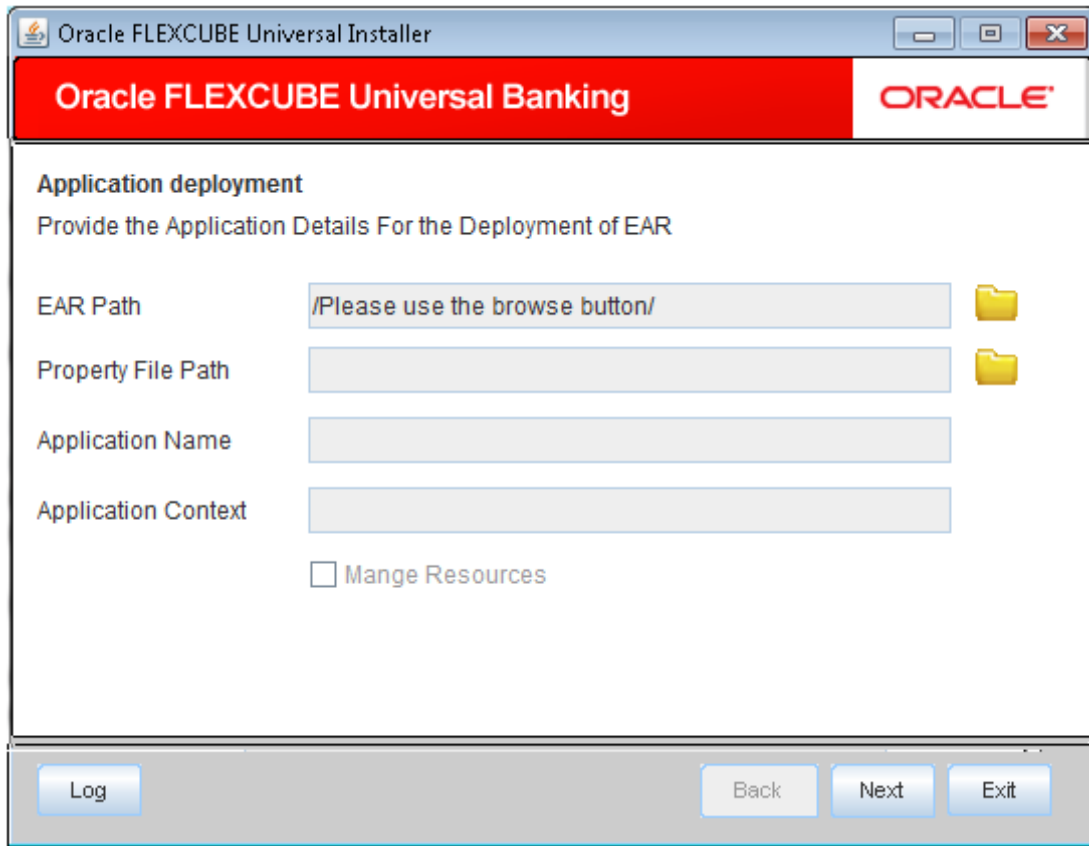 Oracle FLEXCUBE Universal Installer
Oracle FLEXCUBE Universal Banking
ORACLE
Application deployment
Provide the Application Details For the Deployment of EAR
EAR Path
/Please use the browse button/
Property File Path
Application Name
Application Context
Mange Resources
Log
Back
Next
Exit